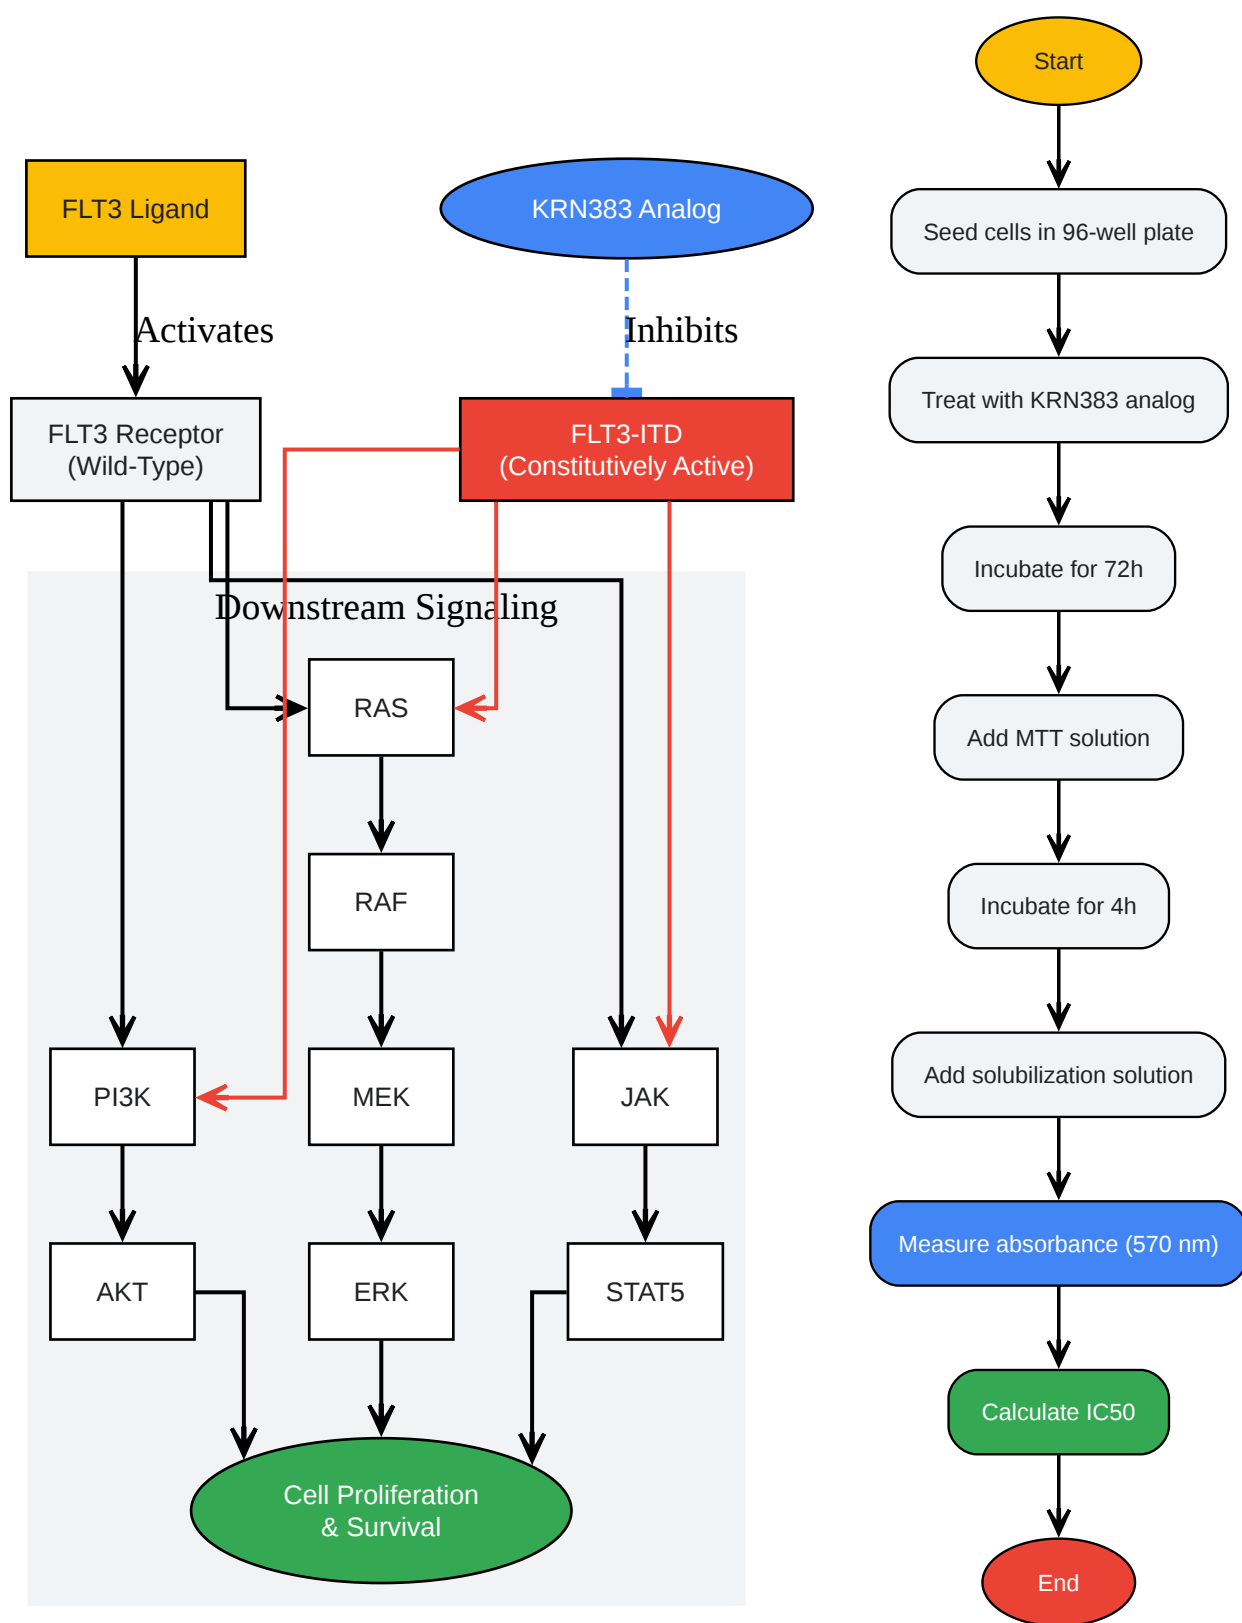 FLT3 Ligand
KRN383 Analog
Activates
Inhibits
FLT3 Receptor
(Wild-Type)
FLT3-ITD
(Constitutively Active)
Downstream Signaling
RAS
RAF
PI3K
MEK
JAK
AKT
ERK
STAT5
Cell Proliferation
& Survival
Start
Seed cells in 96-well plate
Treat with KRN383 analog
Incubate for 72h
Add MTT solution
Incubate for 4h
Add solubilization solution
Measure absorbance (570 nm)
Calculate IC50
End